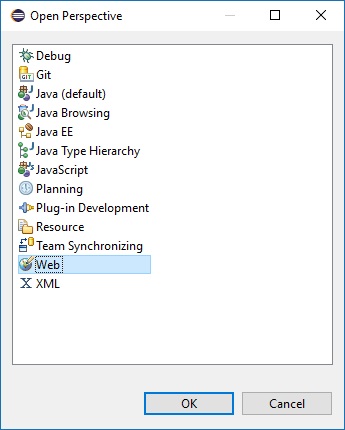 Open Perspective
Debug
GIT
Git
Java (default)
Java Browsing
Java EE
Java Type Hierarchy
JavaScript
Planning
Plug-in Development
Resource
Team Synchronizing
Web
XML
OK
Cancel